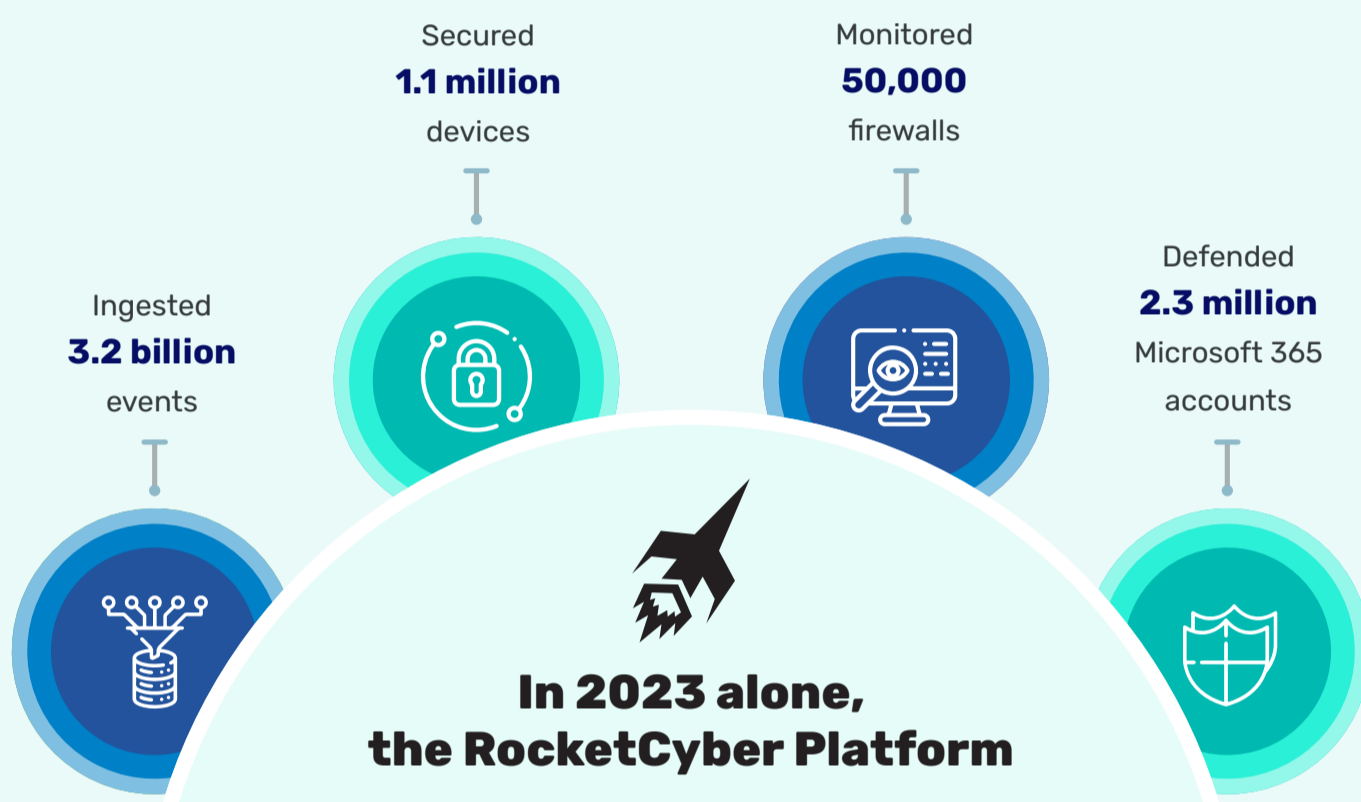 Secured
1.1 million
devices
Monitored
50,000
firewalls
Ingested
3.2 billion
events
Defended
2.3 million
Microsoft 365
accounts
In 2023 alone,
the RocketCyber Platform